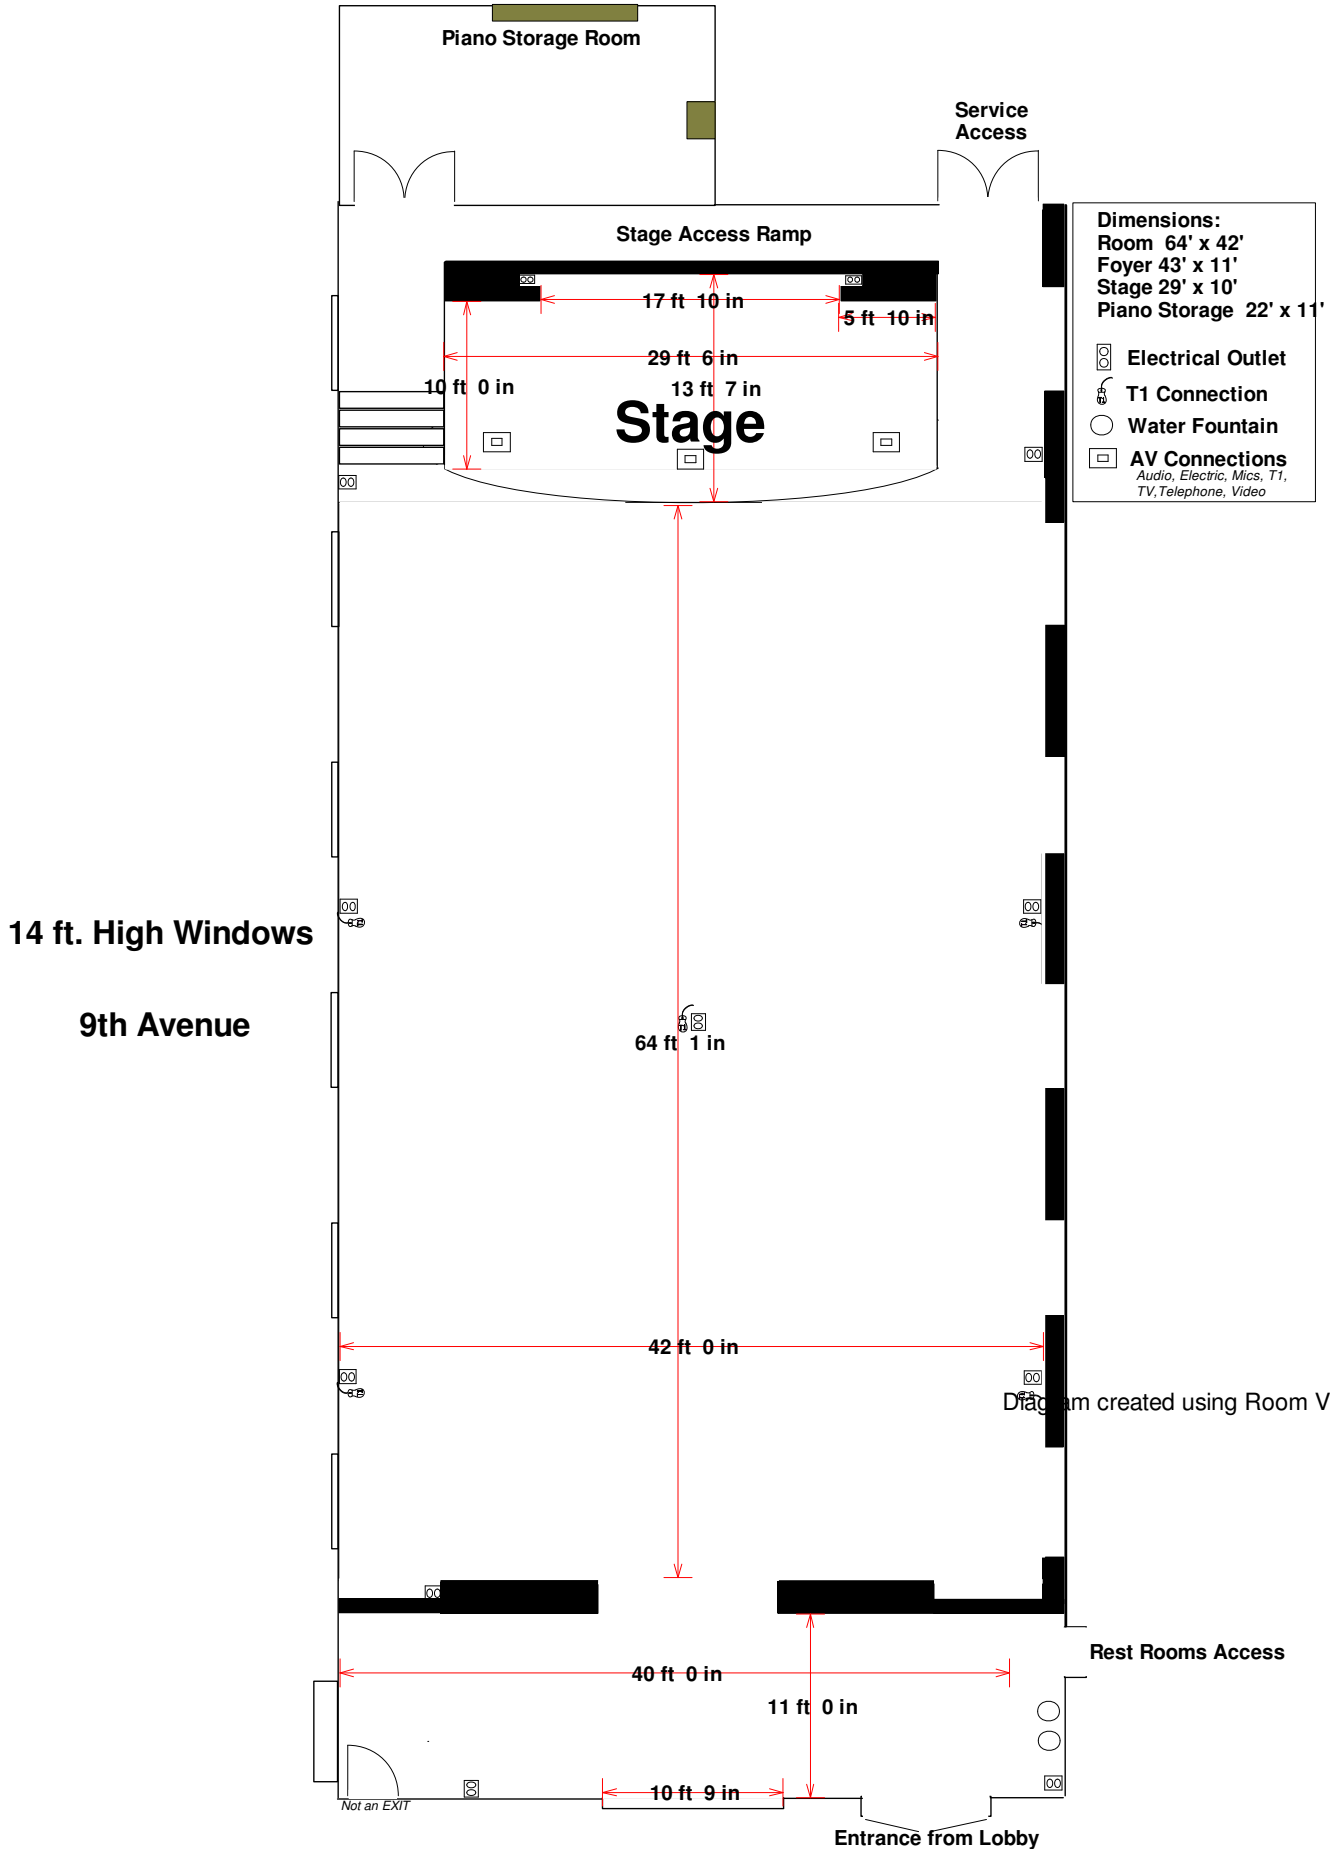 Piano Storage Room
Service
Access
Stage Access Ramp
Dimensions:
Room 64' x 42'
Foyer 43' x 11'
Stage 29' x 10'
Piano Storage 22' x 11'
Electrical Outlet
T1 Connection
Water Fountain
AV Connections
Audio, Electric, Mics, T1,
TV,Telephone, Video
17 ft 10 in
5 ft 10 in
29 ft 6 in
10 ft 0 in
13 ft 7 in
Stage
14 ft. High Windows
9th Avenue
64 ft 1 in
42 ft 0 in
Diagram created using Room V
Rest Rooms Access
40 ft 0 in
11 ft 0 in
10 ft 9 in
Not an EXIT
Entrance from Lobby